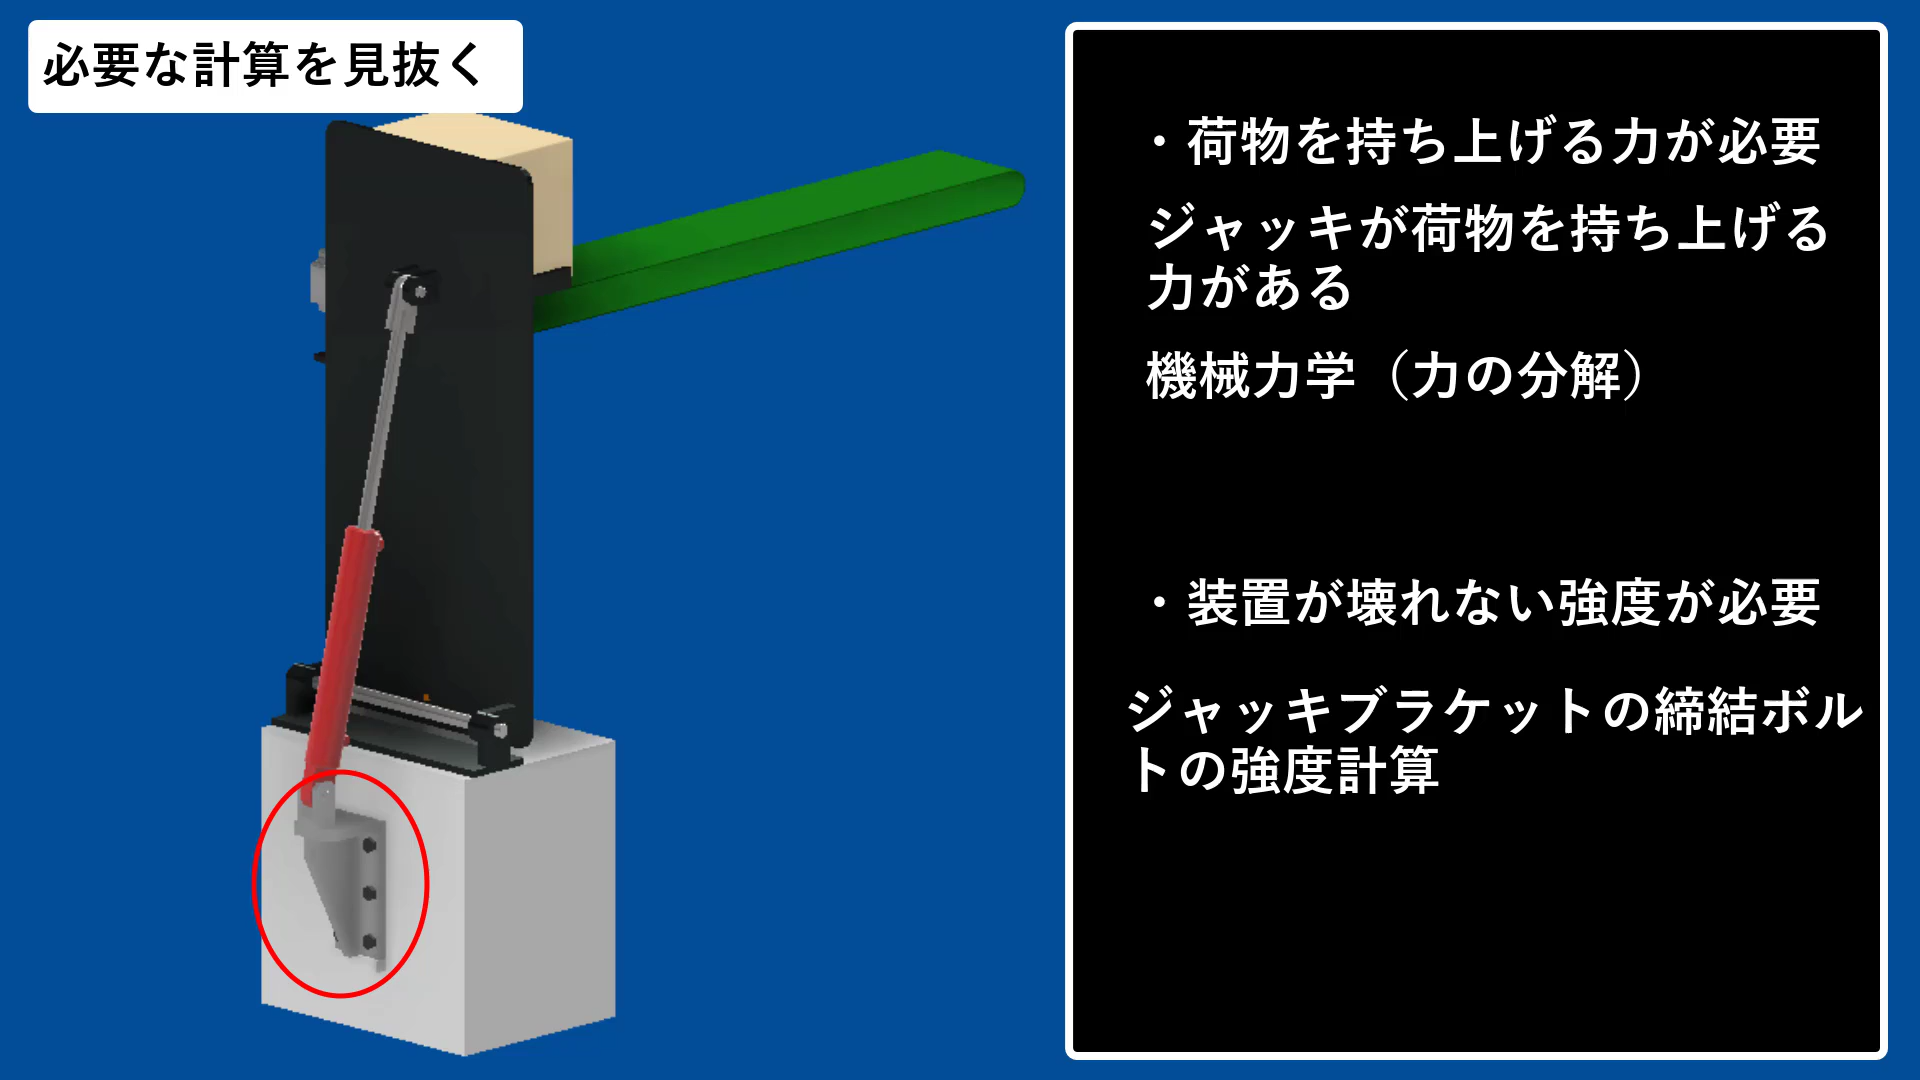 必要な計算を見抜く
・荷物を持ち上げる力が必要
ジャッキが荷物を持ち上げる
力がある
機械力学（力の分解）
・装置が壊れない強度が必要
ジャッキブラケットの締結ボル
トの強度計算